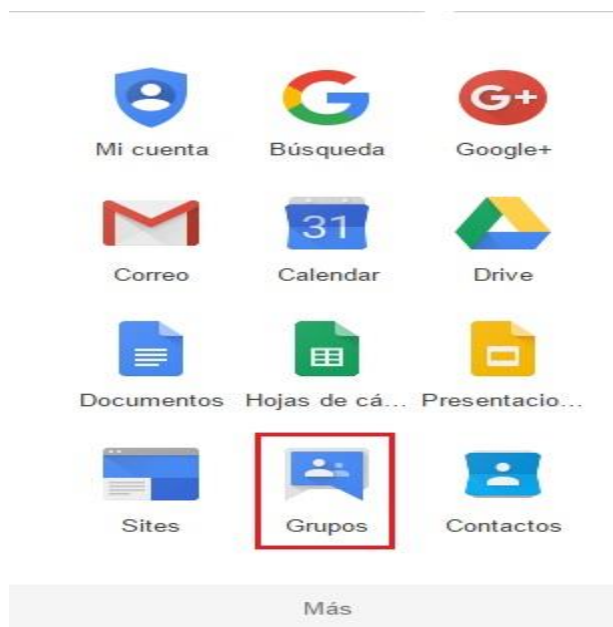 G+
Mi cuenta Búsqueda Google+
31
Correo Calendar Drive
Documentos Hojas de cá... Presentacio...
Sites Grupos Contactos
Más